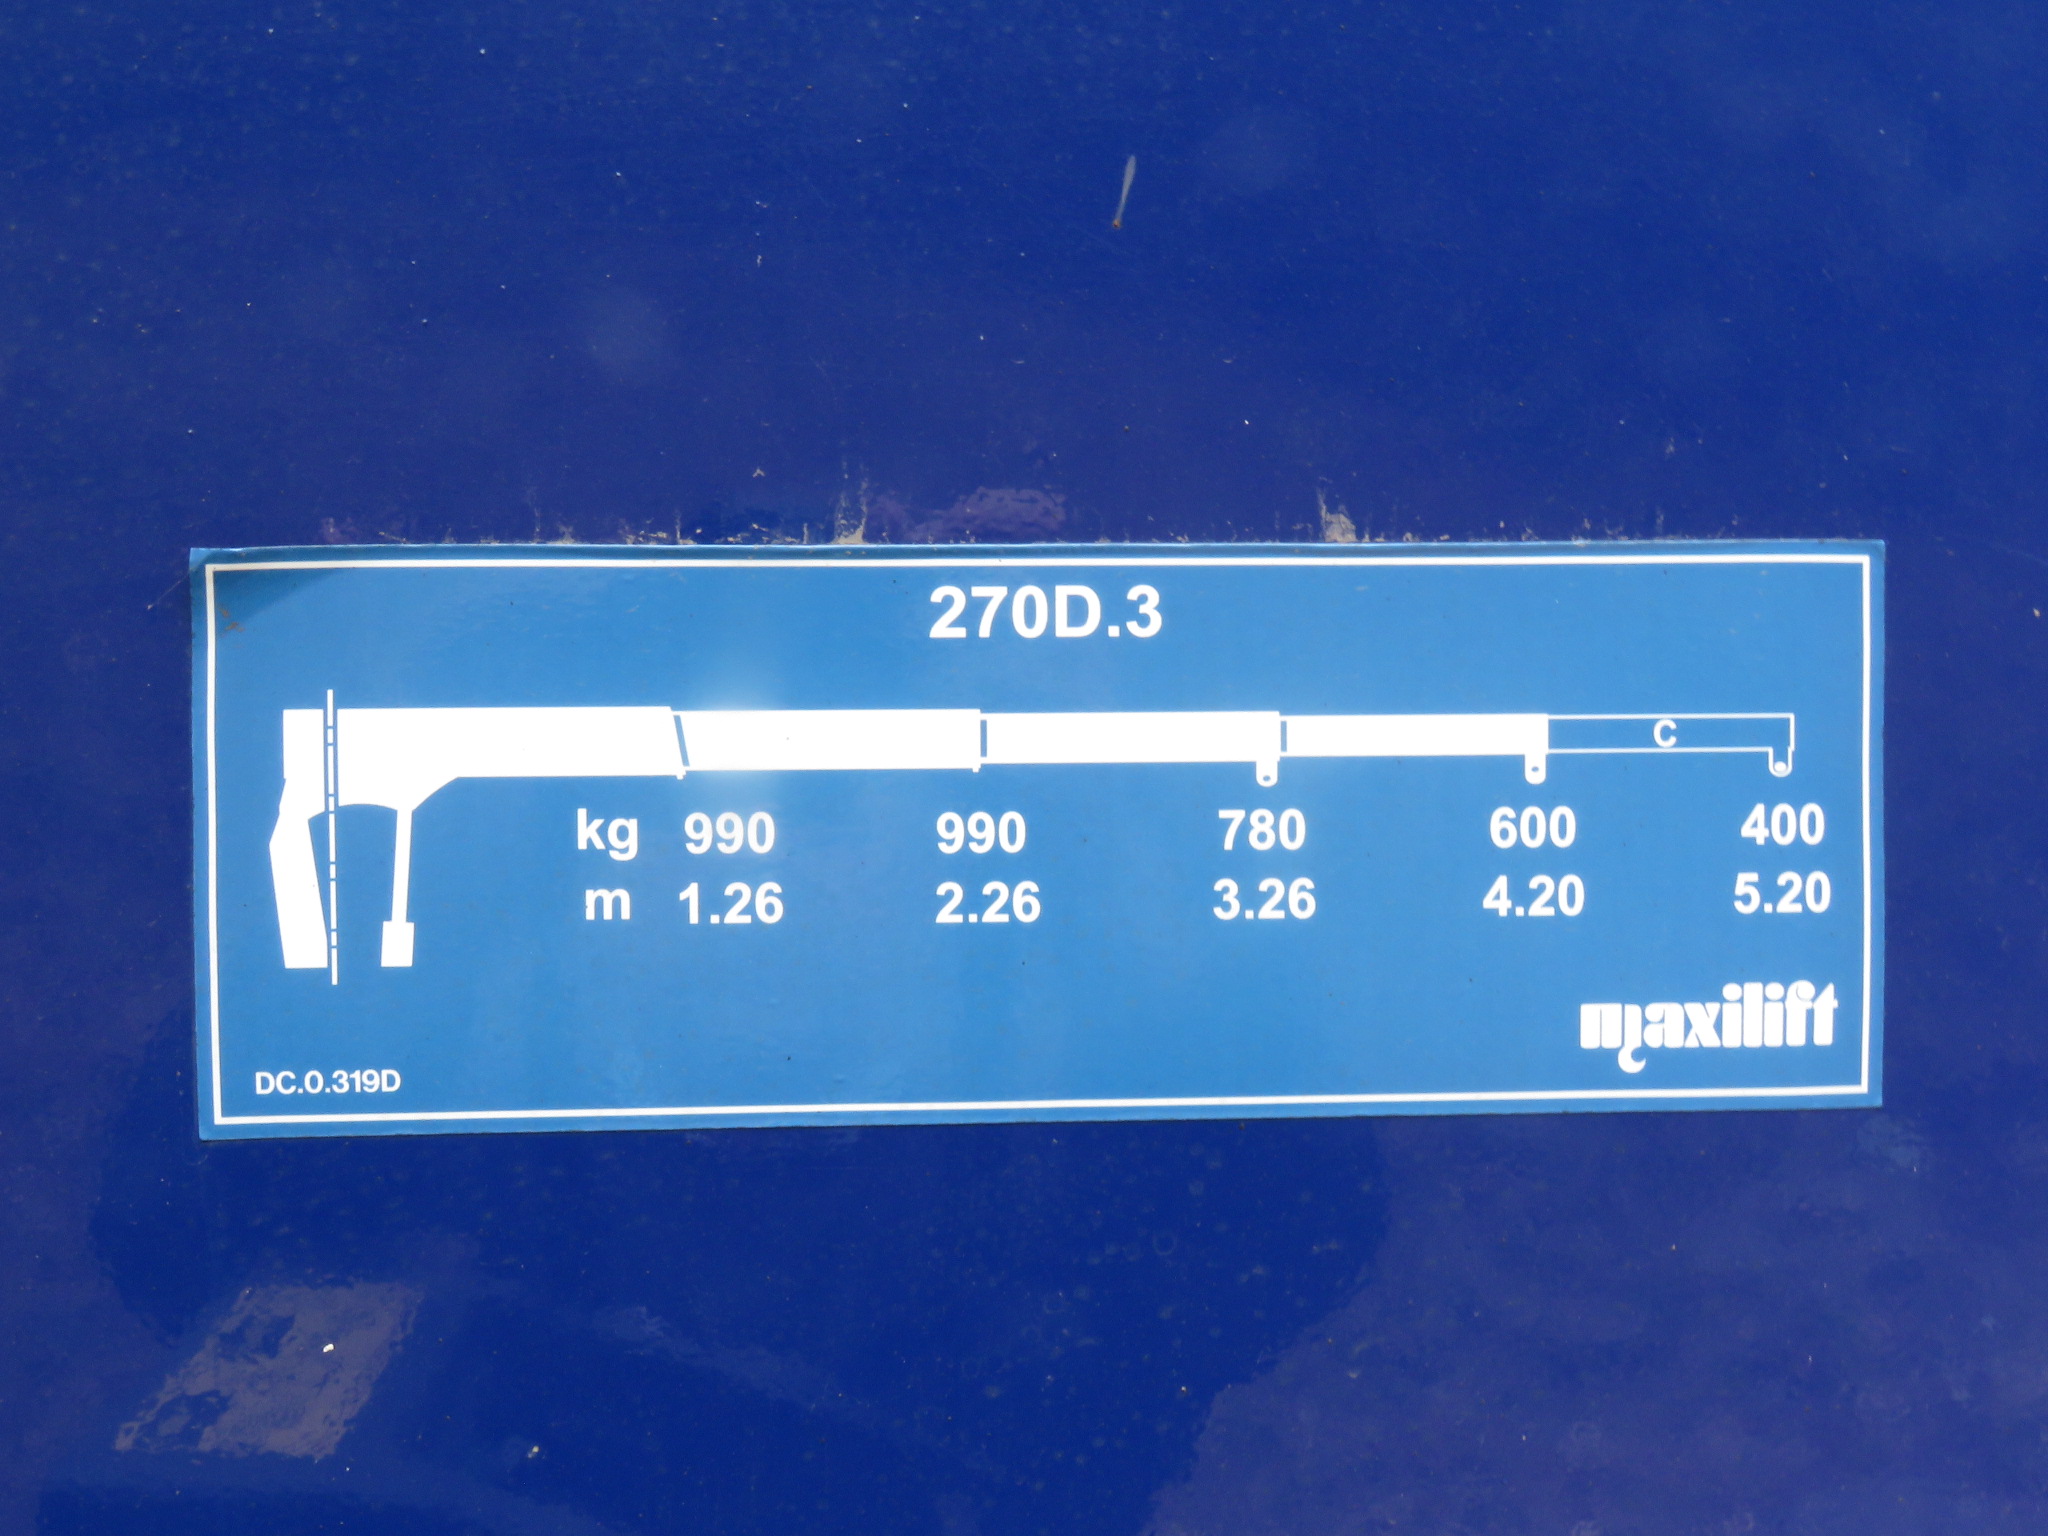 270D.3
C
kg 990 990 780 600 400
m 1.26 2.26 3.26 4.20 5.20
maxilift
DC.0.319D